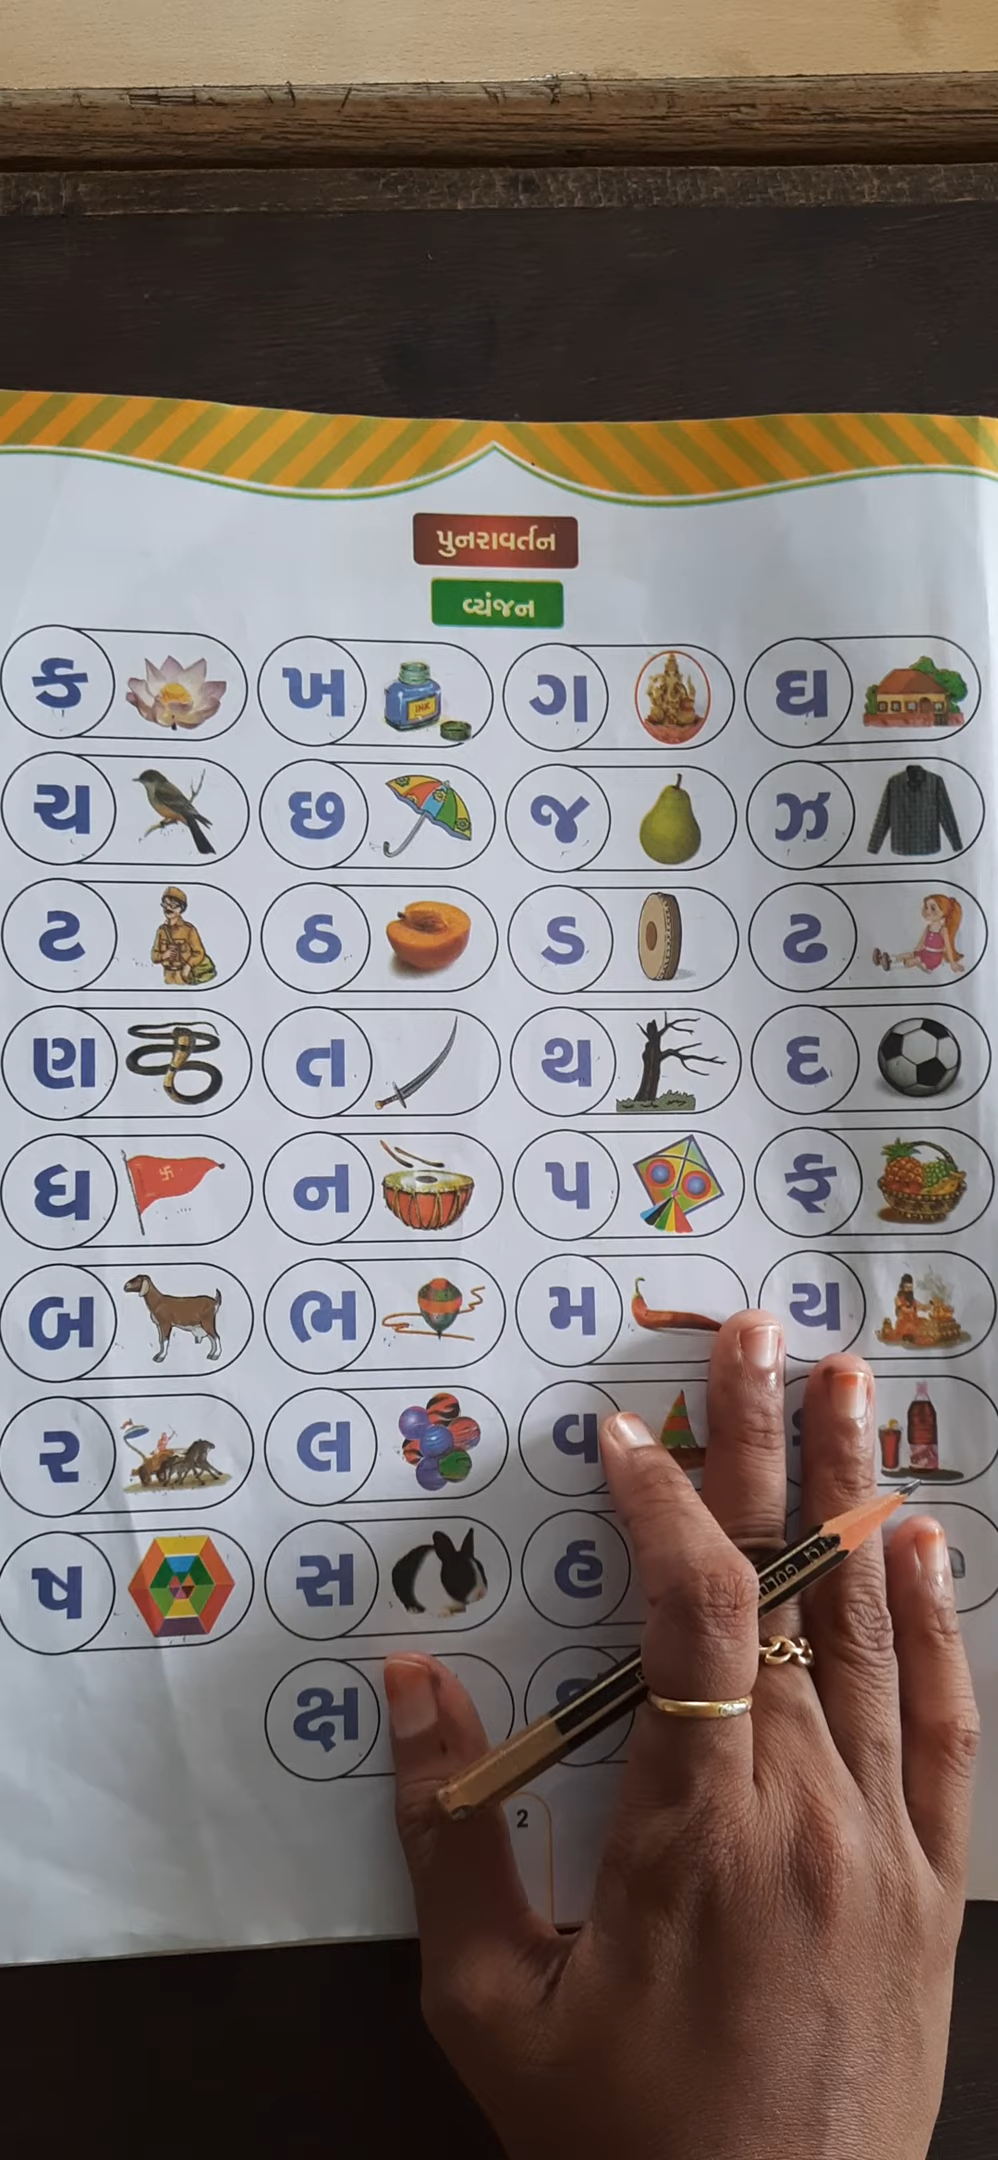 પુનરાવર્તન
વ્યંજન
ક ખ INK ગ ઘ
ચ છ જ ઝ
ટ ઠ ડ ઢ
ણ ત થ દ
ધ ન પ ફ
બ ભ મ ય
ર લ વ
ષ સ હ
ક્ષ
2